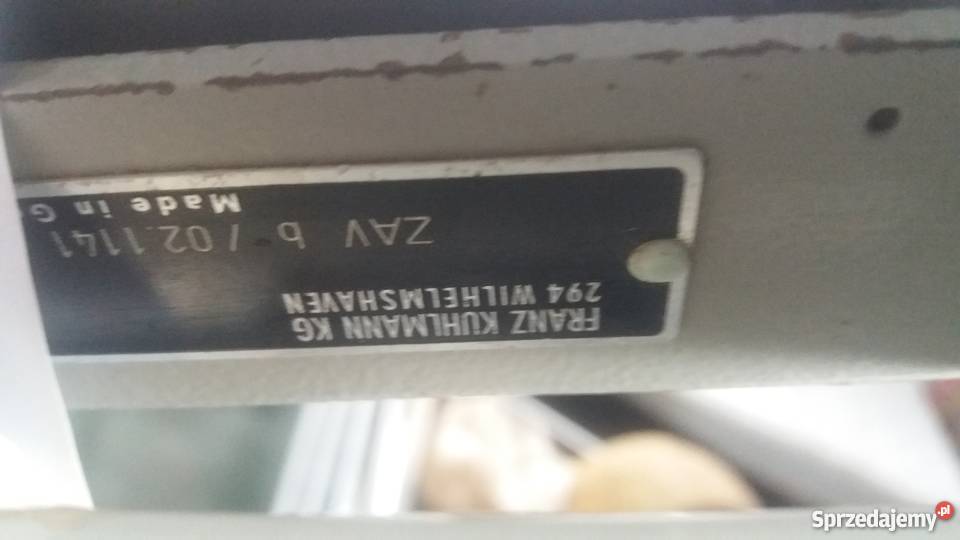 FRANZ KUHLMANN KG
294 WILHELMSHAVEN
ZAV b / 02.1141
Made in G
Sprzedajemy.pl